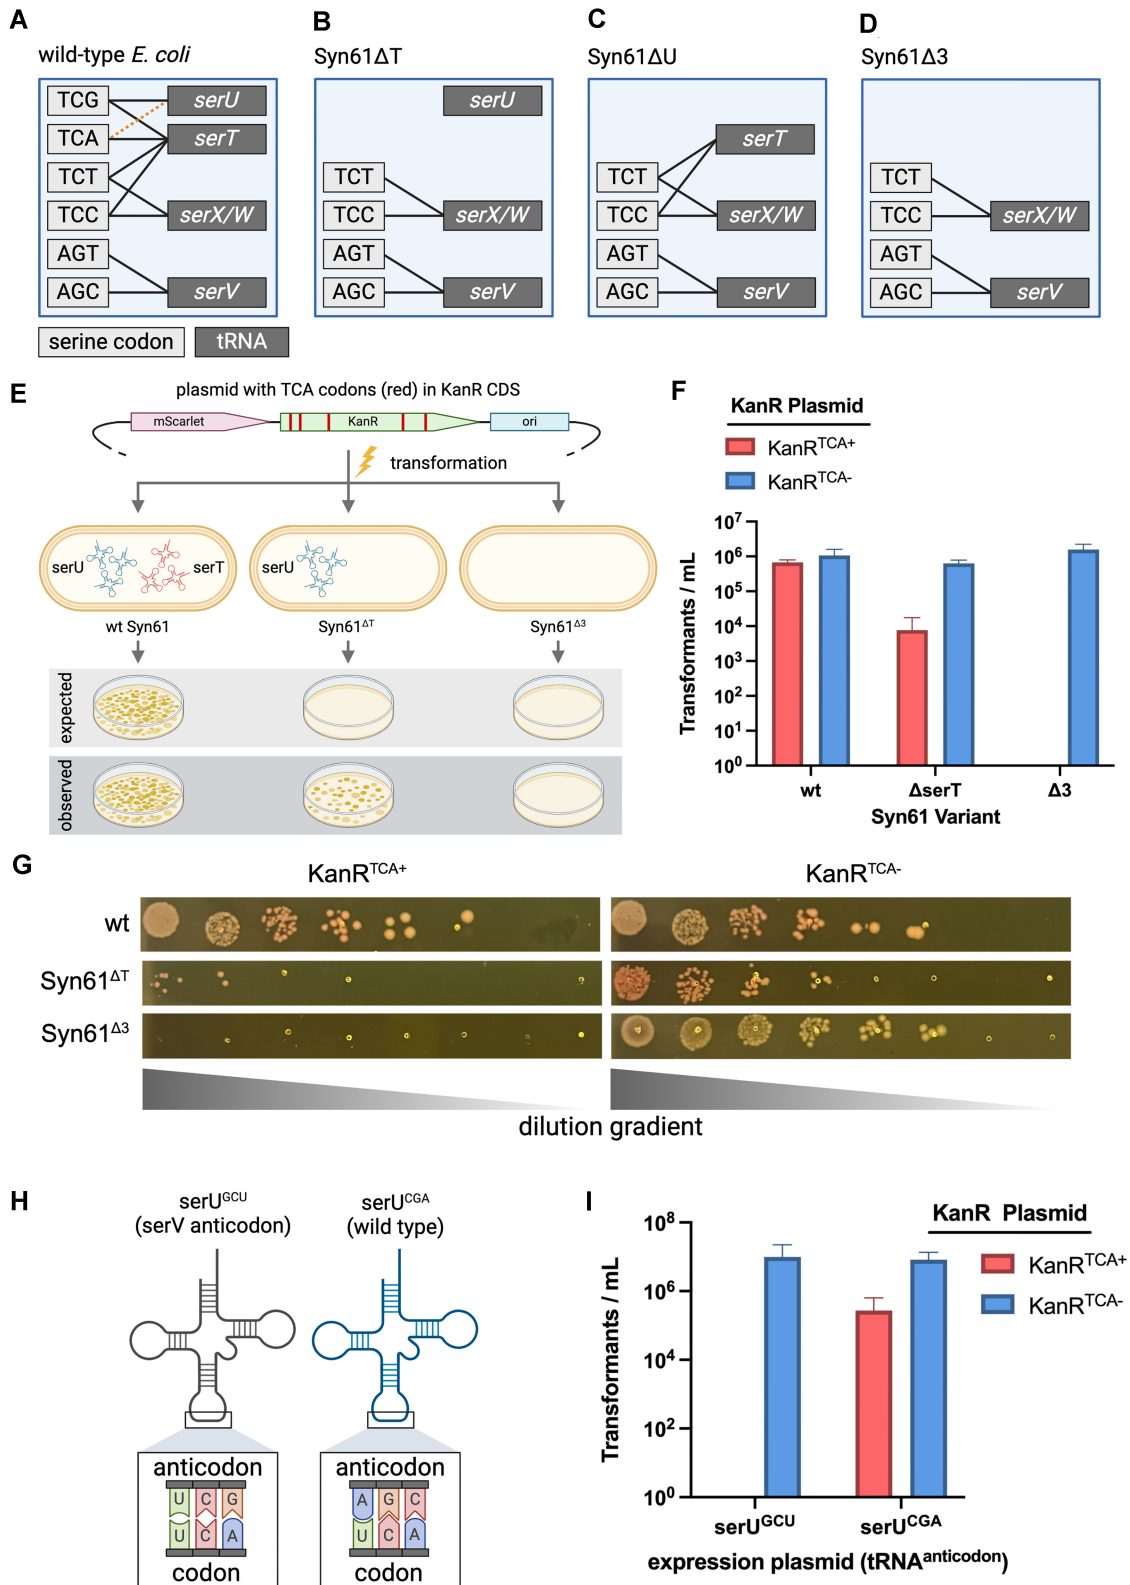 A
wild-type E. coli
TCG
serU
TCA
serT
TCT
TCC
serX/W
AGT
AGC
serV
serine codon
tRNA
B
Syn61ΔT
serU
TCT
TCC
serX/W
AGT
AGC
serV
C
Syn61ΔU
serT
TCT
TCC
serX/W
AGT
AGC
serV
D
Syn61Δ3
TCT
TCC
serX/W
AGT
AGC
serV
E
plasmid with TCA codons (red) in KanR CDS
mScarlet
KanR
ori
transformation
serU
serT
serU
wt Syn61
Syn61ΔT
Syn61Δ3
expected
observed
F
KanR Plasmid
KanRTCA+
KanRTCA-
Transformants / mL
10⁷
10⁶
10⁵
10⁴
10³
10²
10¹
10⁰
wt
ΔserT
Δ3
Syn61 Variant
G
KanRTCA+
KanRTCA-
wt
Syn61ΔT
Syn61Δ3
dilution gradient
H
serUGCU
(serV anticodon)
serUCGA
(wild type)
anticodon
U C G
U C A
codon
anticodon
A G C
U C A
codon
I
KanR Plasmid
KanRTCA+
KanRTCA-
Transformants / mL
10⁸
10⁶
10⁴
10²
10⁰
serUGCU
serUCGA
expression plasmid (tRNAanticodon)